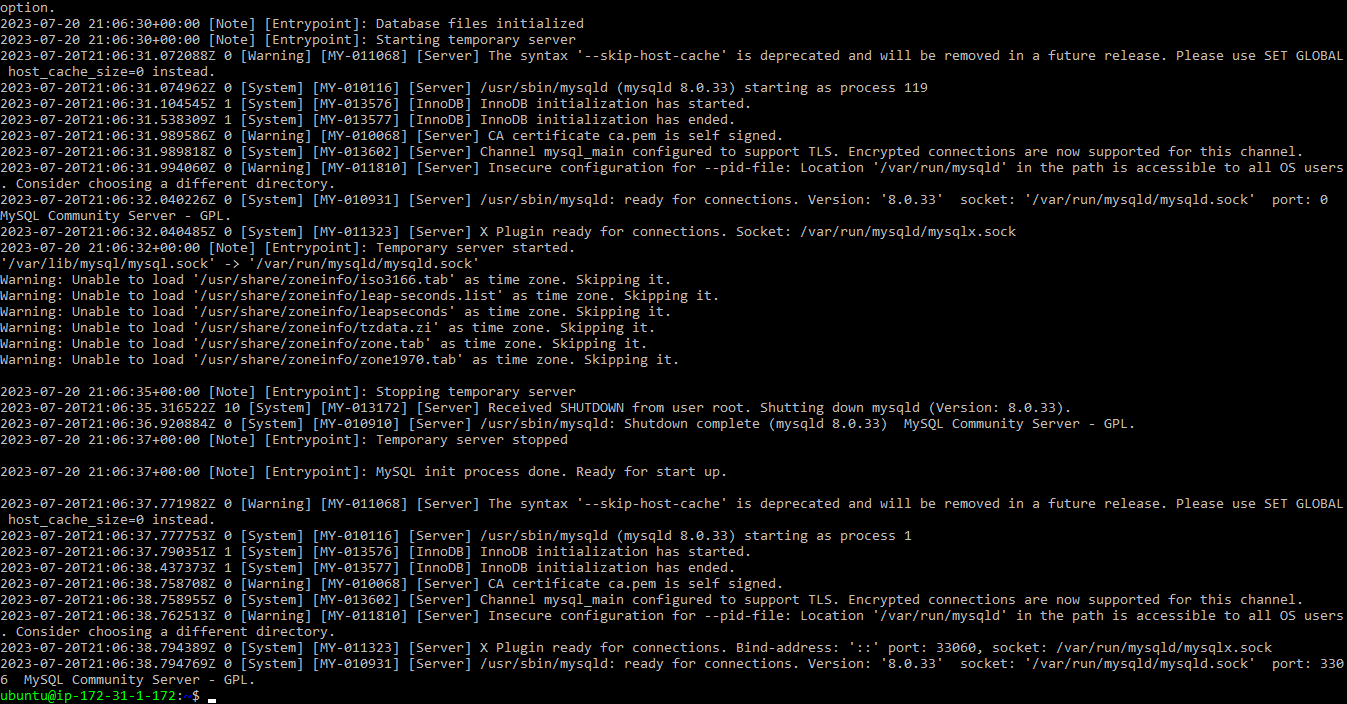 option.
2023-07-20 21:06:30+00:00 [Note] [Entrypoint]: Database files initialized
2023-07-20 21:06:30+00:00 [Note] [Entrypoint]: Starting temporary server
2023-07-20T21:06:31.072088Z 0 [Warning] [MY-011068] [Server] The syntax '--skip-host-cache' is deprecated and will be removed in a future release. Please use SET GLOBAL
 host_cache_size=0 instead.
2023-07-20T21:06:31.074962Z 0 [System] [MY-010116] [Server] /usr/sbin/mysqld (mysqld 8.0.33) starting as process 119
2023-07-20T21:06:31.104545Z 1 [System] [MY-013576] [InnoDB] InnoDB initialization has started.
2023-07-20T21:06:31.538309Z 1 [System] [MY-013577] [InnoDB] InnoDB initialization has ended.
2023-07-20T21:06:31.989586Z 0 [Warning] [MY-010068] [Server] CA certificate ca.pem is self signed.
2023-07-20T21:06:31.989818Z 0 [System] [MY-013602] [Server] Channel mysql_main configured to support TLS. Encrypted connections are now supported for this channel.
2023-07-20T21:06:31.994060Z 0 [Warning] [MY-011810] [Server] Insecure configuration for --pid-file: Location '/var/run/mysqld' in the path is accessible to all OS users
. Consider choosing a different directory.
2023-07-20T21:06:32.040226Z 0 [System] [MY-010931] [Server] /usr/sbin/mysqld: ready for connections. Version: '8.0.33'  socket: '/var/run/mysqld/mysqld.sock'  port: 0
MySQL Community Server - GPL.
2023-07-20T21:06:32.040485Z 0 [System] [MY-011323] [Server] X Plugin ready for connections. Socket: /var/run/mysqld/mysqlx.sock
2023-07-20 21:06:32+00:00 [Note] [Entrypoint]: Temporary server started.
'/var/lib/mysql/mysql.sock' -> '/var/run/mysqld/mysqld.sock'
Warning: Unable to load '/usr/share/zoneinfo/iso3166.tab' as time zone. Skipping it.
Warning: Unable to load '/usr/share/zoneinfo/leap-seconds.list' as time zone. Skipping it.
Warning: Unable to load '/usr/share/zoneinfo/leapseconds' as time zone. Skipping it.
Warning: Unable to load '/usr/share/zoneinfo/tzdata.zi' as time zone. Skipping it.
Warning: Unable to load '/usr/share/zoneinfo/zone.tab' as time zone. Skipping it.
Warning: Unable to load '/usr/share/zoneinfo/zone1970.tab' as time zone. Skipping it.

2023-07-20 21:06:35+00:00 [Note] [Entrypoint]: Stopping temporary server
2023-07-20T21:06:35.316522Z 10 [System] [MY-013172] [Server] Received SHUTDOWN from user root. Shutting down mysqld (Version: 8.0.33).
2023-07-20T21:06:36.920884Z 0 [System] [MY-010910] [Server] /usr/sbin/mysqld: Shutdown complete (mysqld 8.0.33)  MySQL Community Server - GPL.
2023-07-20 21:06:37+00:00 [Note] [Entrypoint]: Temporary server stopped

2023-07-20 21:06:37+00:00 [Note] [Entrypoint]: MySQL init process done. Ready for start up.

2023-07-20T21:06:37.771982Z 0 [Warning] [MY-011068] [Server] The syntax '--skip-host-cache' is deprecated and will be removed in a future release. Please use SET GLOBAL
 host_cache_size=0 instead.
2023-07-20T21:06:37.777753Z 0 [System] [MY-010116] [Server] /usr/sbin/mysqld (mysqld 8.0.33) starting as process 1
2023-07-20T21:06:37.790351Z 1 [System] [MY-013576] [InnoDB] InnoDB initialization has started.
2023-07-20T21:06:38.437373Z 1 [System] [MY-013577] [InnoDB] InnoDB initialization has ended.
2023-07-20T21:06:38.758708Z 0 [Warning] [MY-010068] [Server] CA certificate ca.pem is self signed.
2023-07-20T21:06:38.758955Z 0 [System] [MY-013602] [Server] Channel mysql_main configured to support TLS. Encrypted connections are now supported for this channel.
2023-07-20T21:06:38.762513Z 0 [Warning] [MY-011810] [Server] Insecure configuration for --pid-file: Location '/var/run/mysqld' in the path is accessible to all OS users
. Consider choosing a different directory.
2023-07-20T21:06:38.794389Z 0 [System] [MY-011323] [Server] X Plugin ready for connections. Bind-address: '::' port: 33060, socket: /var/run/mysqld/mysqlx.sock
2023-07-20T21:06:38.794769Z 0 [System] [MY-010931] [Server] /usr/sbin/mysqld: ready for connections. Version: '8.0.33'  socket: '/var/run/mysqld/mysqld.sock'  port: 330
6  MySQL Community Server - GPL.
ubuntu@ip-172-31-1-172:~$